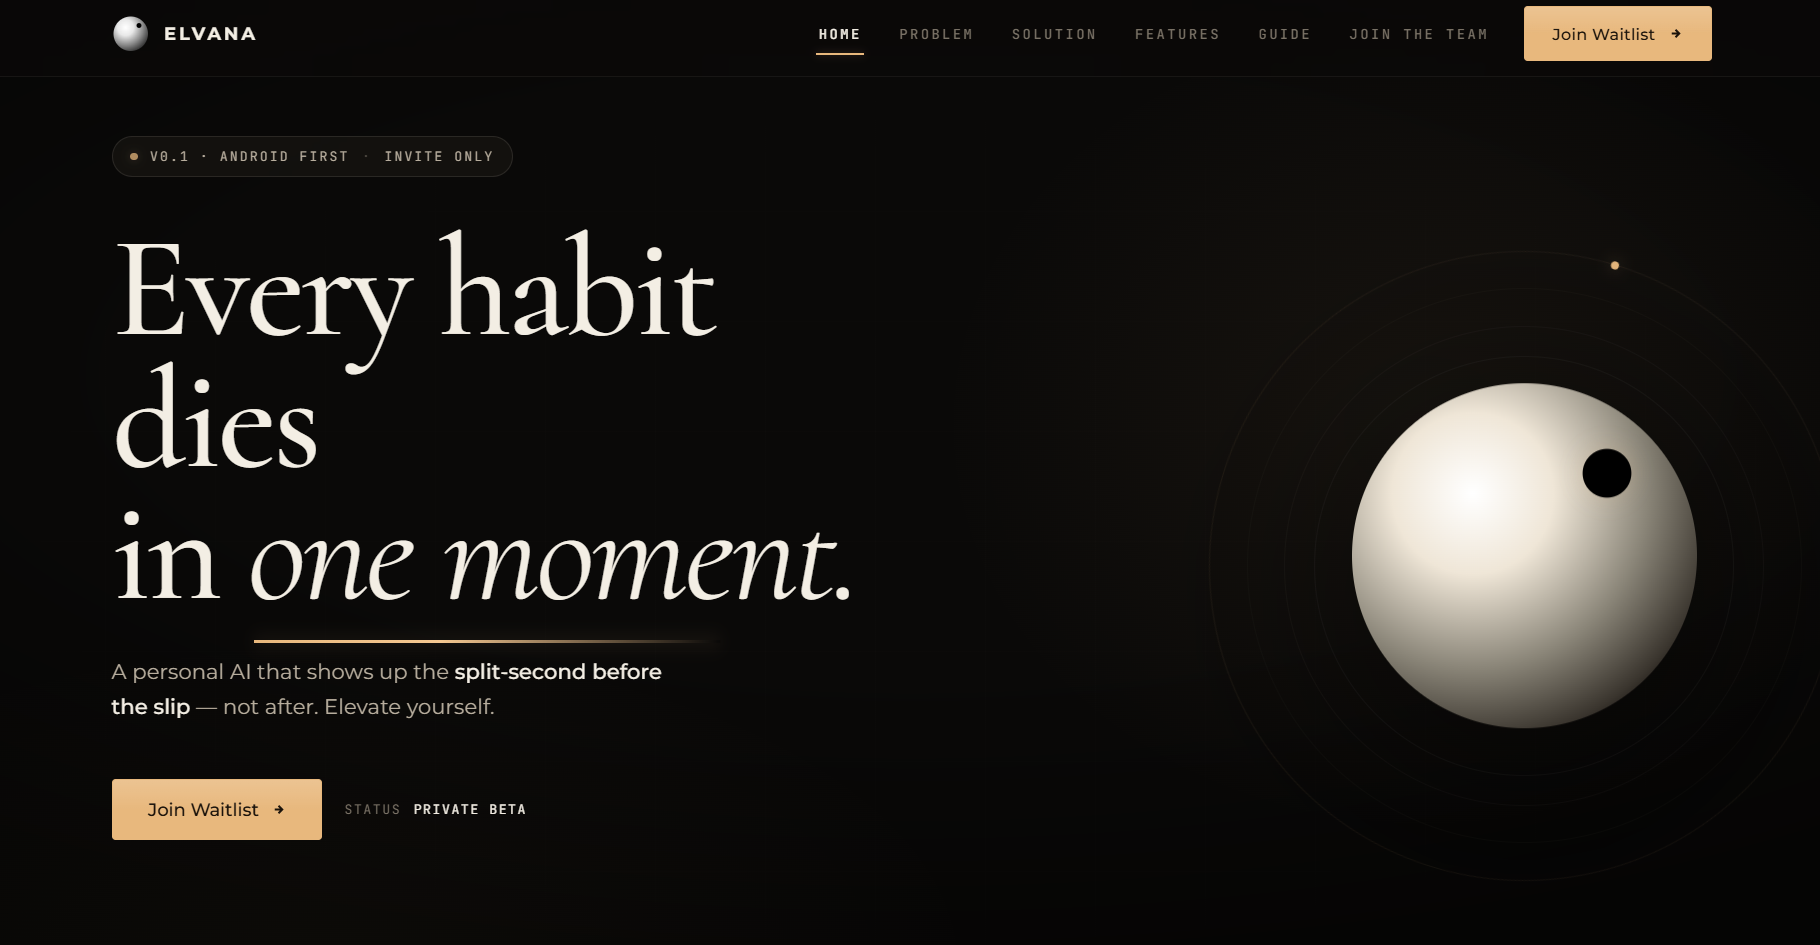 ELVANA
HOME PROBLEM SOLUTION FEATURES GUIDE JOIN THE TEAM Join Waitlist →
V0.1 · ANDROID FIRST · INVITE ONLY
Every habit
dies
in one moment.
A personal AI that shows up the split-second before
the slip — not after. Elevate yourself.
Join Waitlist → STATUS PRIVATE BETA